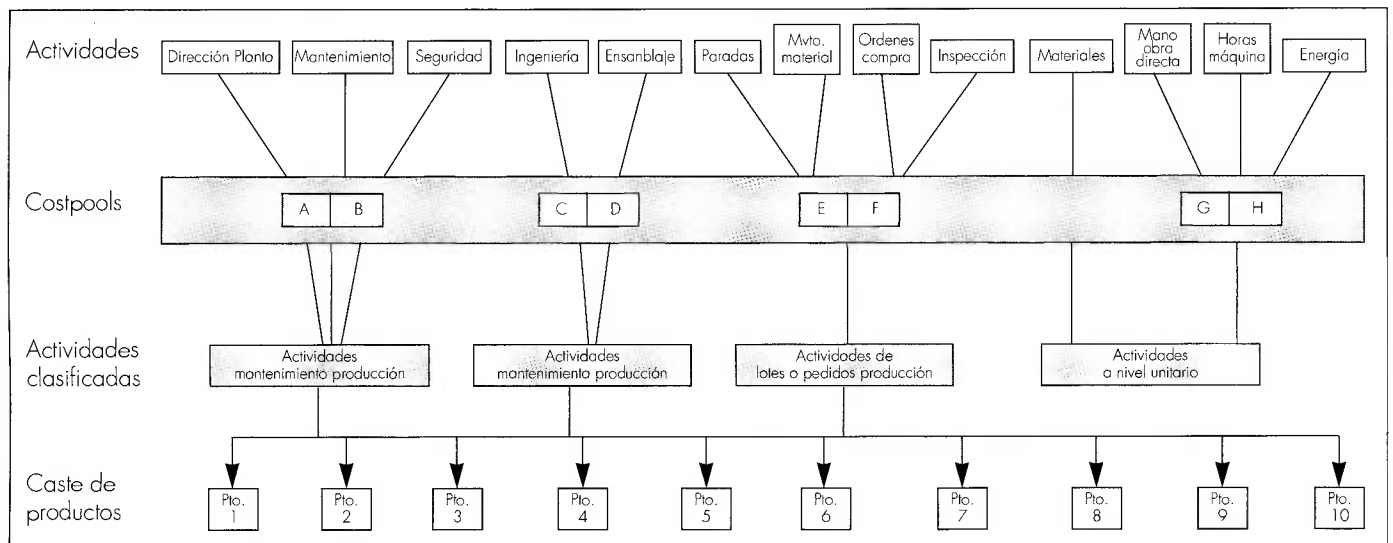 Actividades
Dirección Planto
Mantenimiento
Seguridad
Ingeniería
Ensanblaje
Paradas
Mvto.
material
Ordenes
compra
Inspección
Materiales
Mano
obra
directa
Horas
máquina
Energía
Costpools
A
B
C
D
E
F
G
H
Actividades
clasificadas
Actividades
mantenimiento producción
Actividades
mantenimiento producción
Actividades de
lotes o pedidos producción
Actividades
a nivel unitario
Caste de
productos
Pto.
1
Pto.
2
Pto.
3
Pto.
4
Pto.
5
Pto.
6
Pto.
7
Pto.
8
Pto.
9
Pto.
10